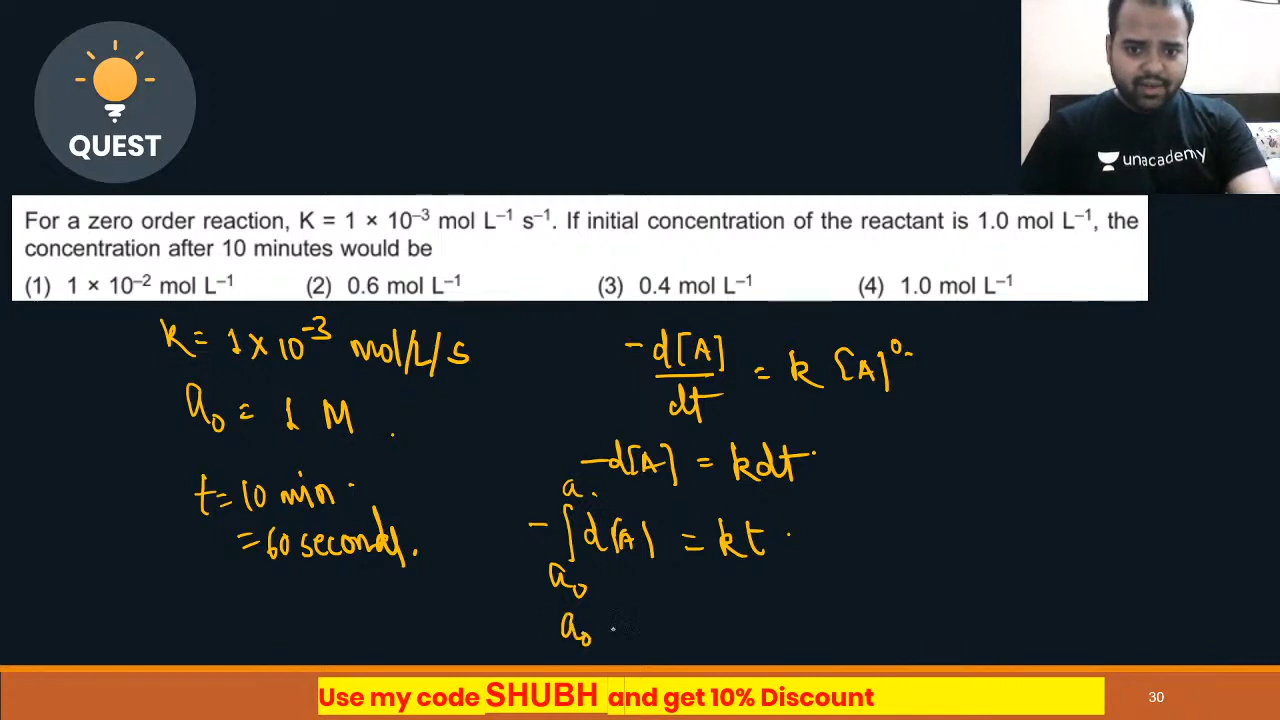 QUEST
unacademy
For a zero order reaction, K = 1 × 10⁻³ mol L⁻¹ s⁻¹. If initial concentration of the reactant is 1.0 mol L⁻¹, the
concentration after 10 minutes would be
(1) 1 × 10⁻² mol L⁻¹ (2) 0.6 mol L⁻¹ (3) 0.4 mol L⁻¹ (4) 1.0 mol L⁻¹
k = 1 × 10⁻³ mol/L/s
a₀ = 1 M.
t = 10 min.
= 60 seconds.
-d[A]/dt = k [A]⁰.
-d[A] = kdt.
-∫ₐ₀ᵃ d[A] = kt.
a₀
Use my code SHUBH and get 10% Discount
30